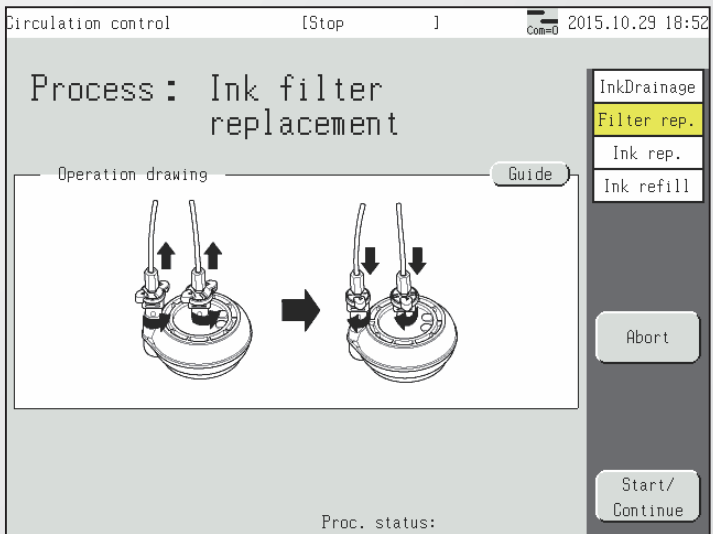 Circulation control [Stop ] Com=0 2015.10.29 18:52
Process: Ink filter
replacement
Operation drawing
Guide
InkDrainage
Filter rep.
Ink rep.
Ink refill
Abort
Start/
Continue
Proc. status: